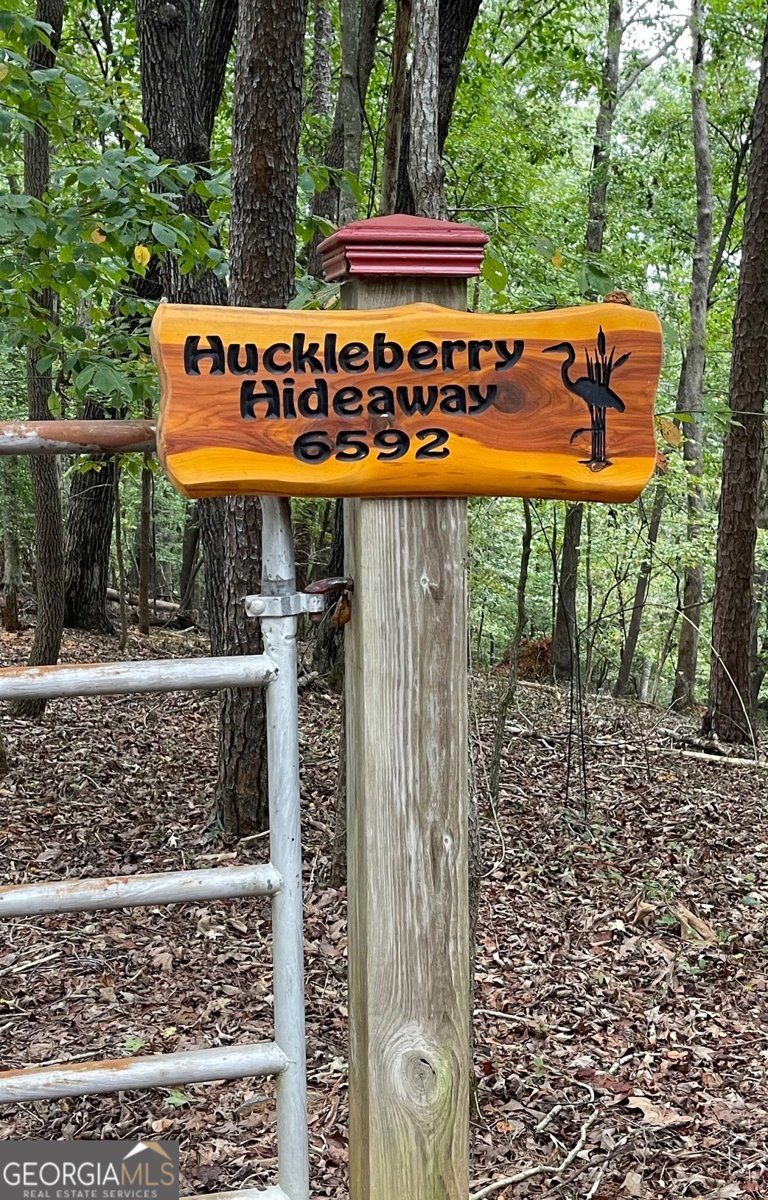 Huckleberry
Hideaway
6592
GEORGIAMLS
REAL ESTATE SERVICES